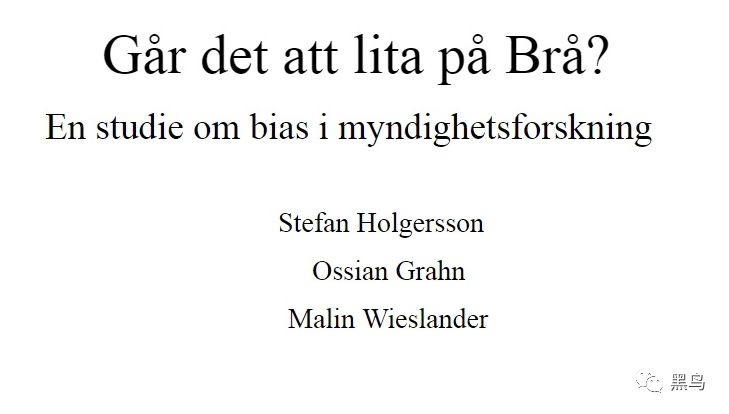 Går det att lita på Brå?
En studie om bias i myndighetsforskning
Stefan Holgersson
Ossian Grahn
Malin Wieslander
黑鸟